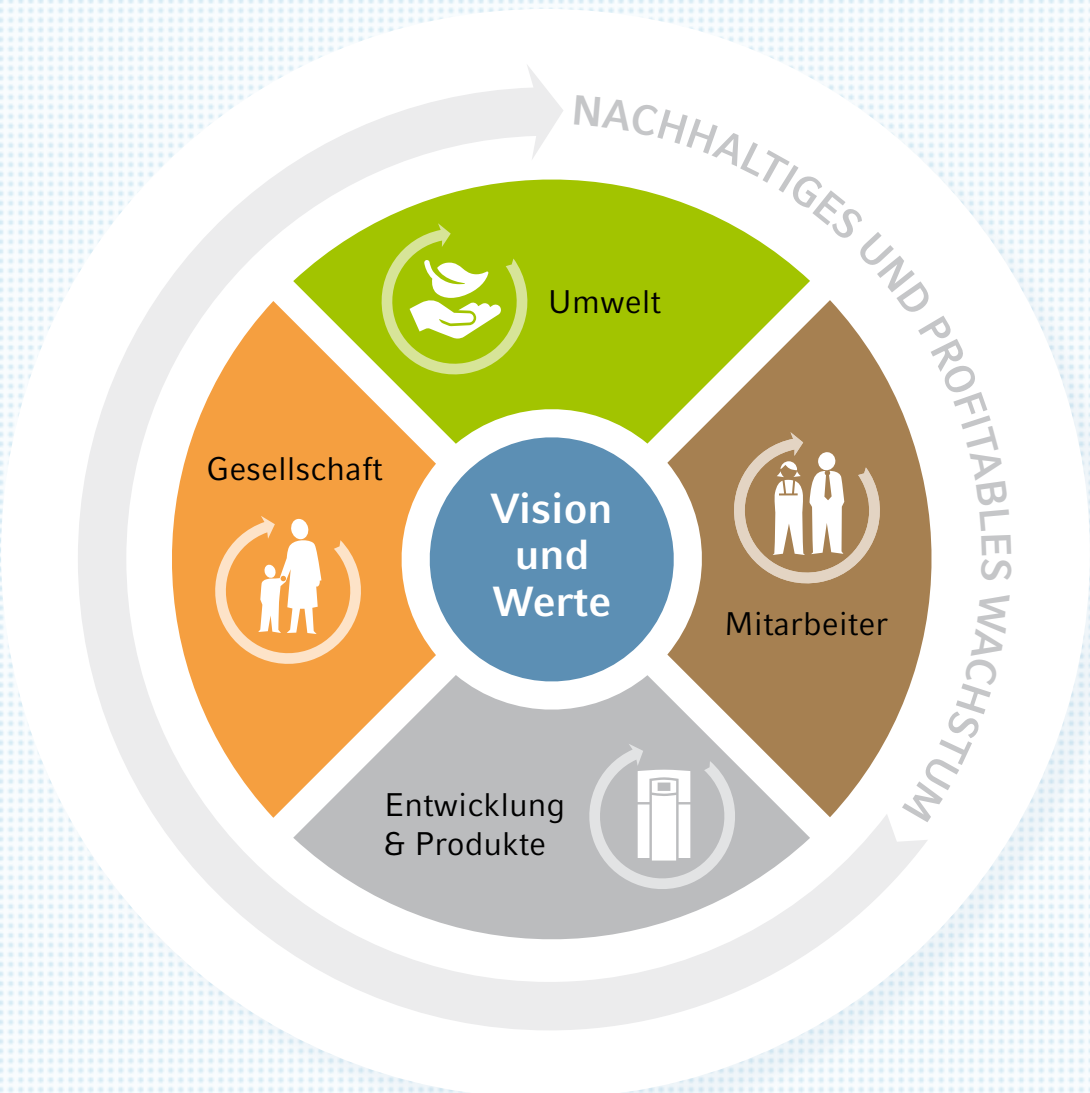 NACHHALTIGES UND PROFITABLES WACHSTUM
Umwelt
Gesellschaft
Vision
und
Werte
Mitarbeiter
Entwicklung
& Produkte